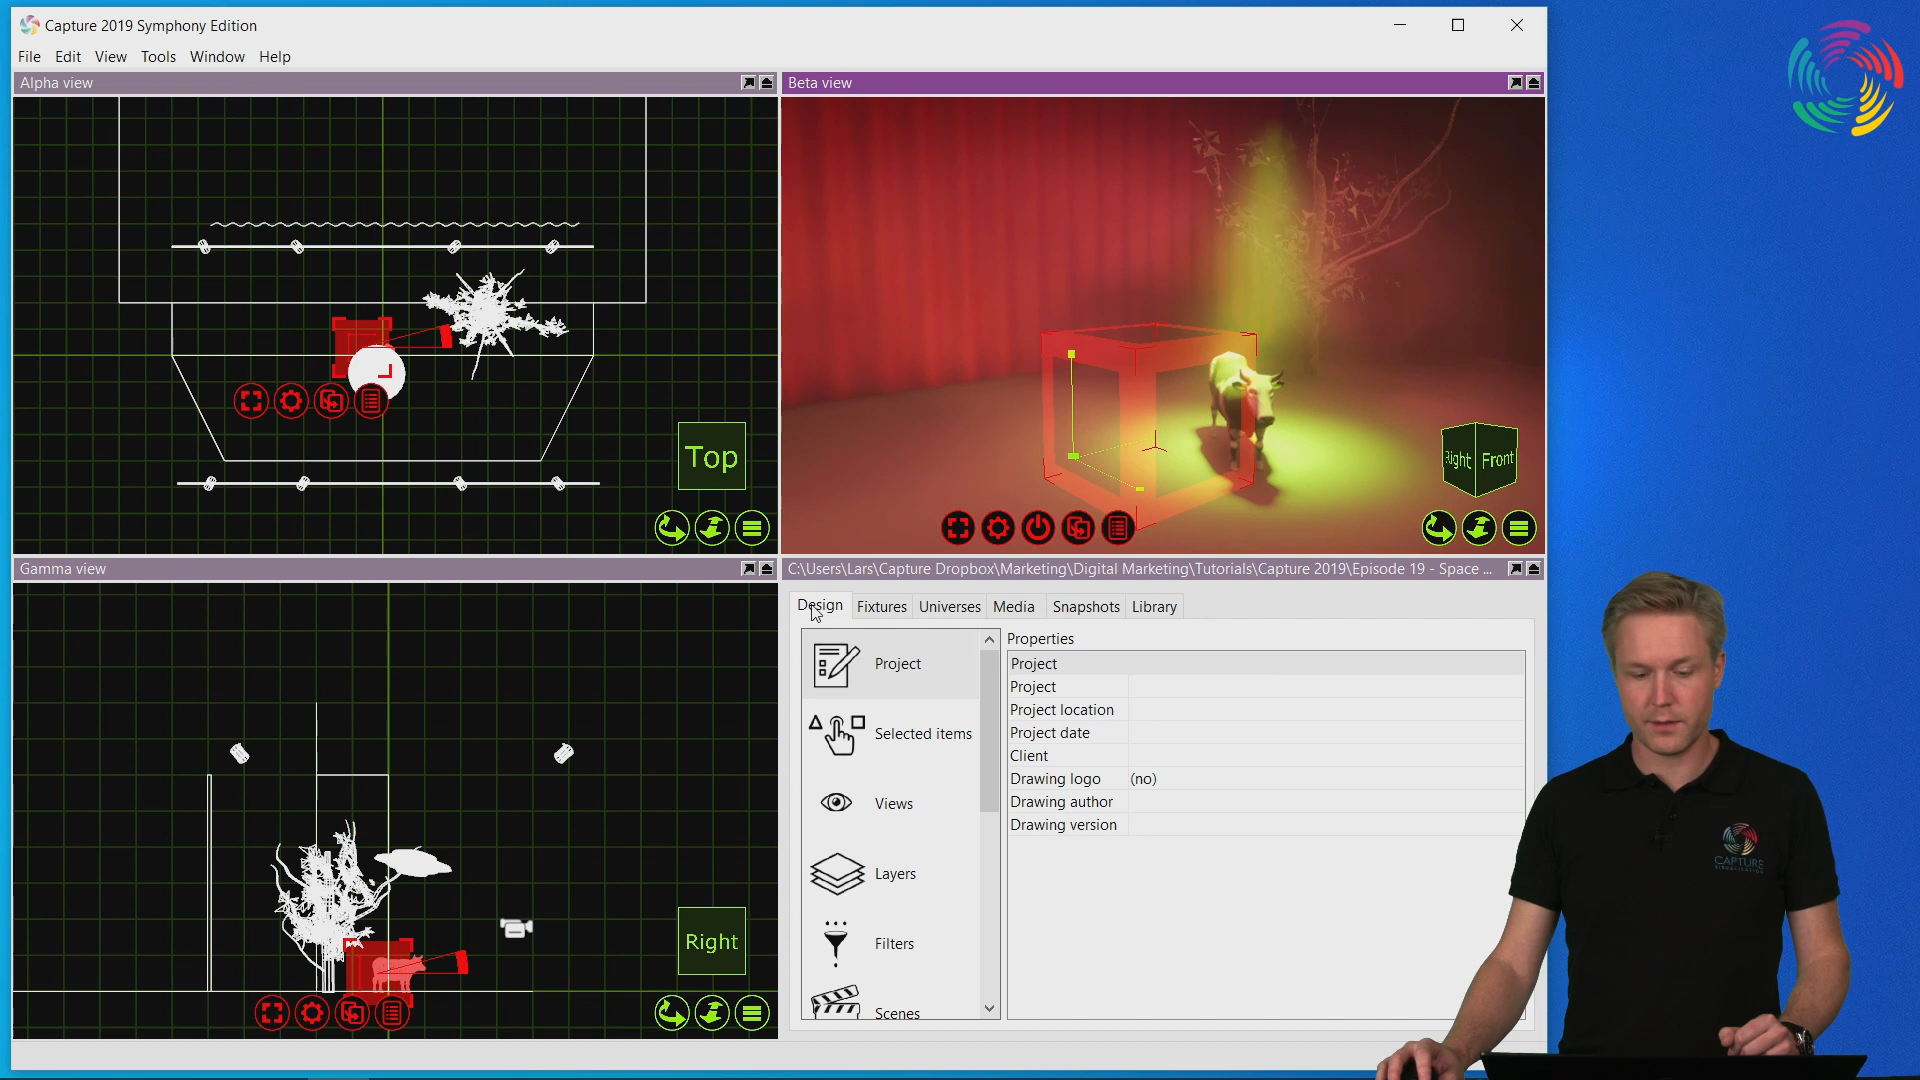 Capture 2019 Symphony Edition
File Edit View Tools Window Help
Alpha view
Beta view
Top
Right Front
Gamma view
C:\Users\Lars\Capture Dropbox\Marketing\Digital Marketing\Tutorials\Capture 2019\Episode 19 - Space ...
Right
Design Fixtures Universes Media Snapshots Library
Project
Selected items
Views
Layers
Filters
Scenes
Properties
Project
Project
Project location
Project date
Client
Drawing logo (no)
Drawing author
Drawing version
CAPTURE